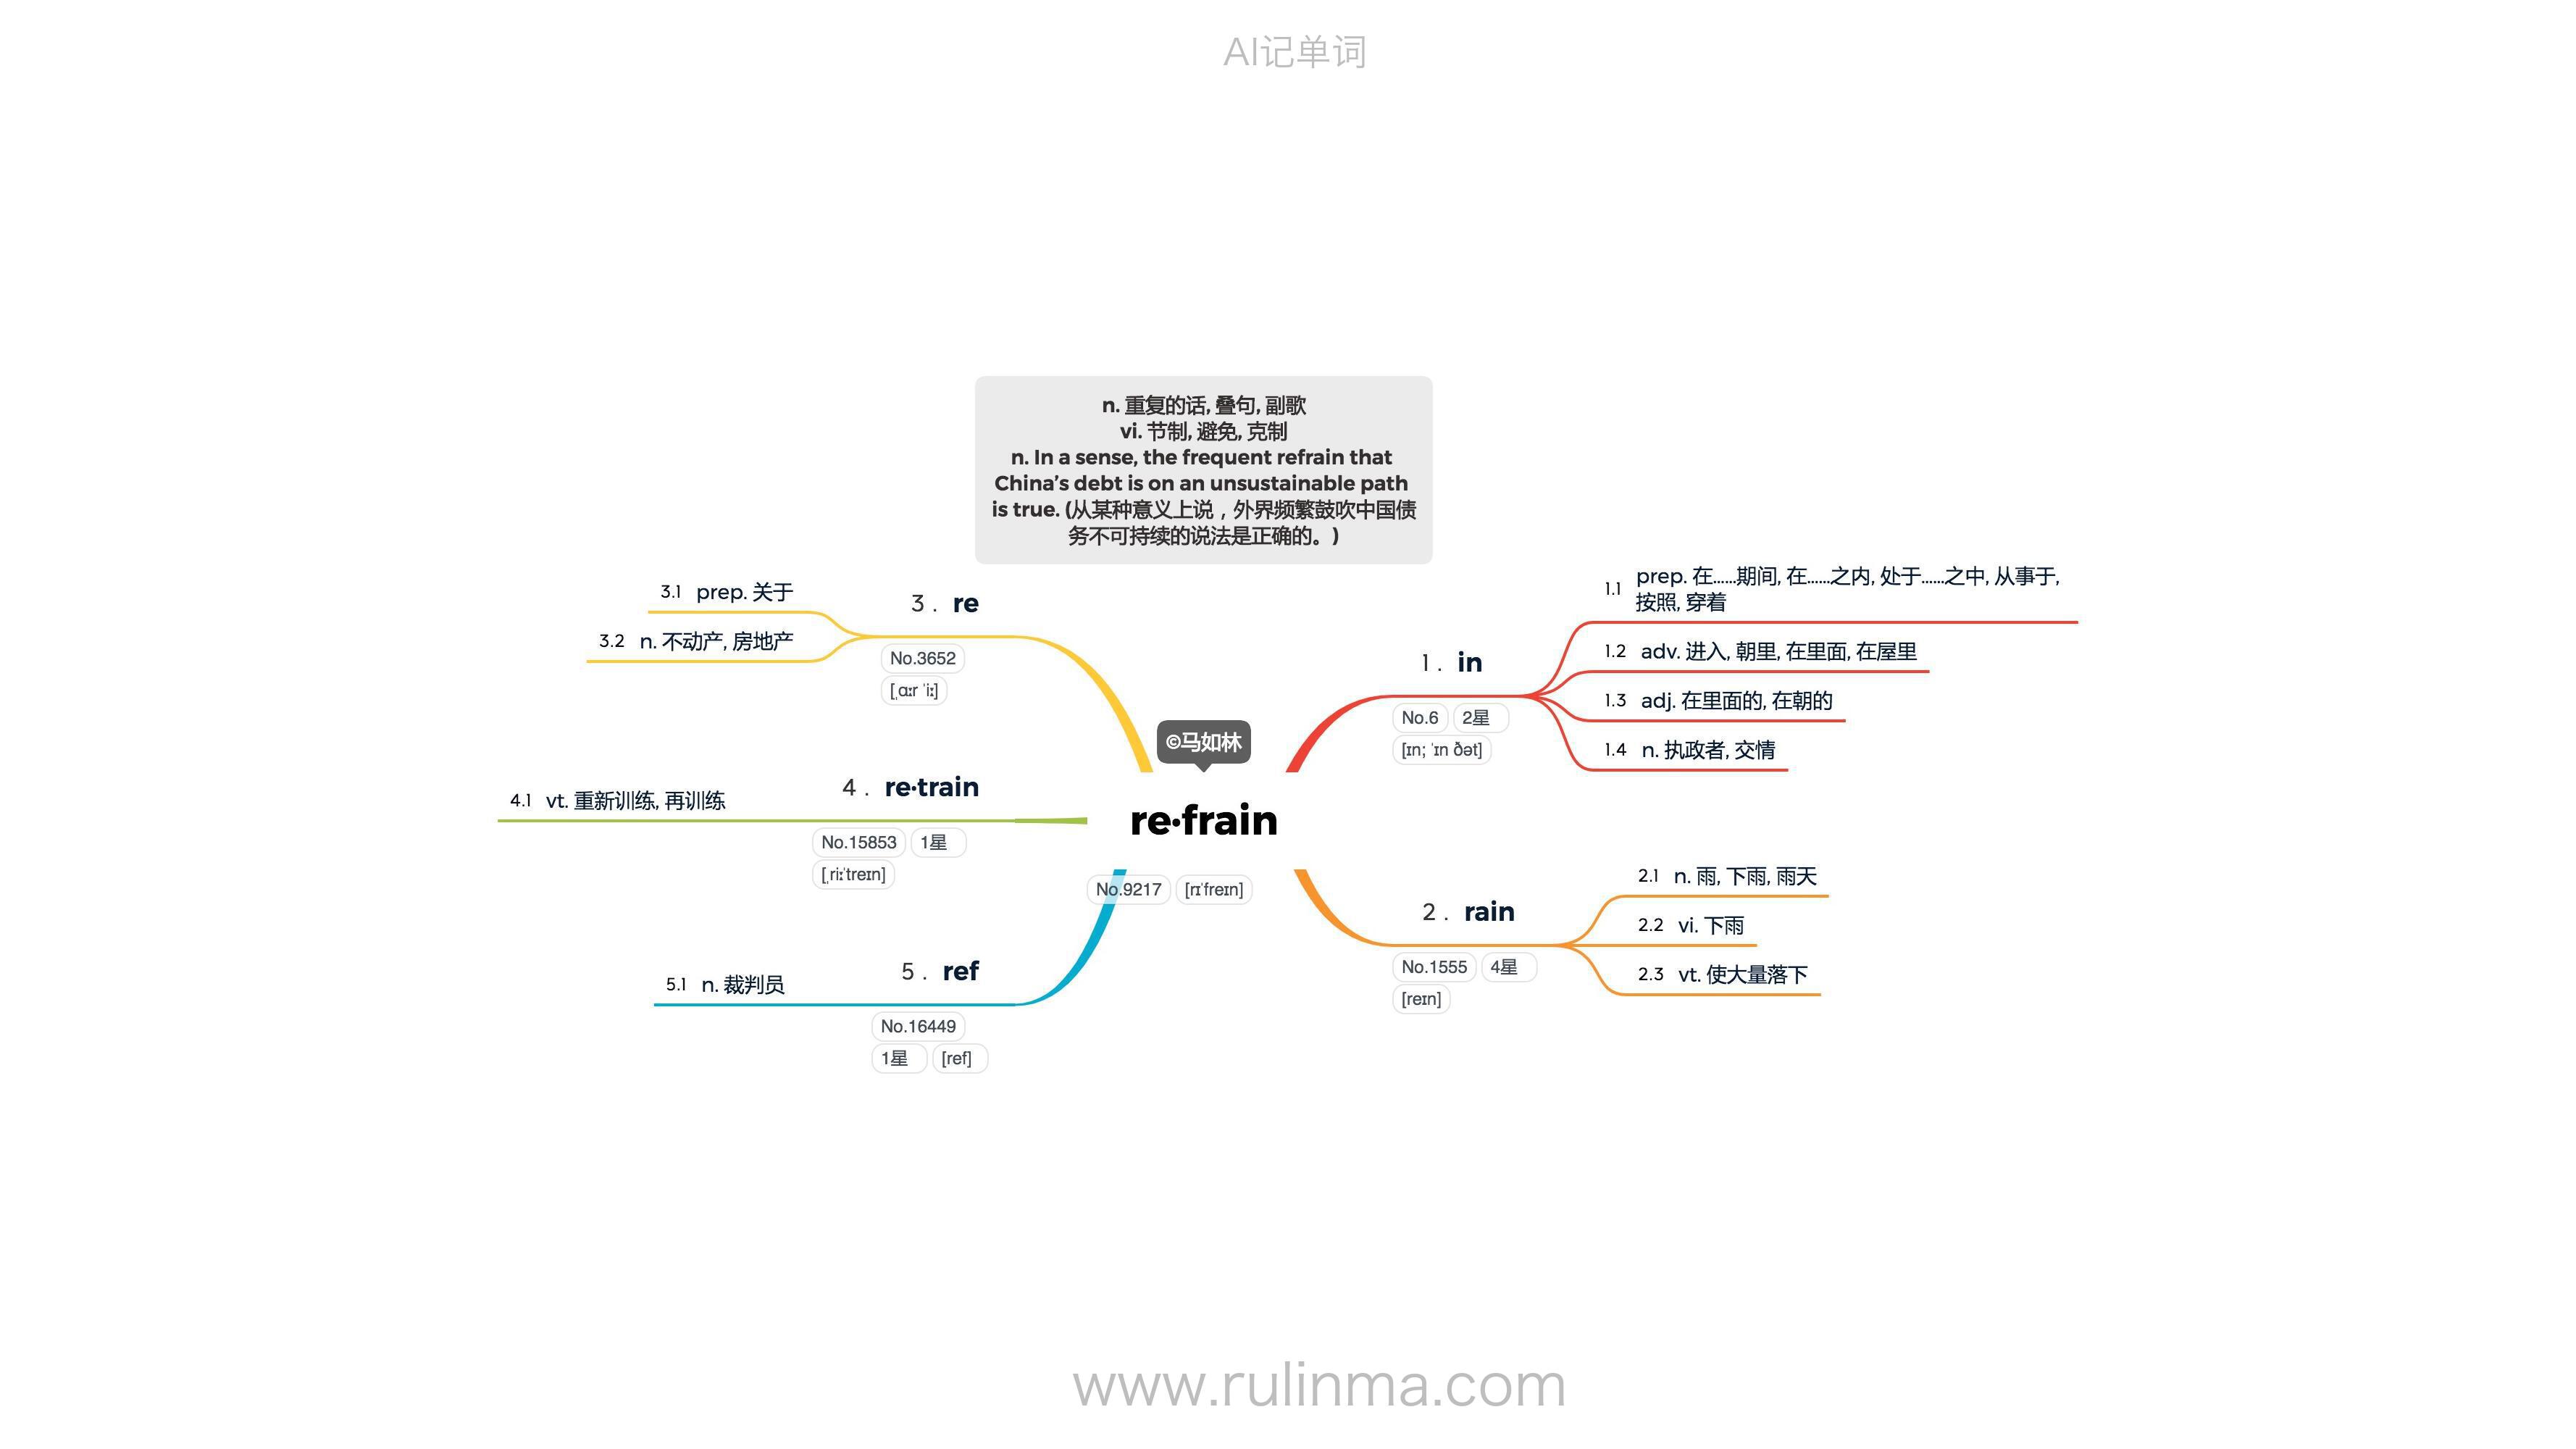 AI记单词
n. 重复的话, 叠句, 副歌
vi. 节制, 避免, 克制
n. In a sense, the frequent refrain that
China’s debt is on an unsustainable path
is true. (从某种意义上说，外界频繁鼓吹中国债
务不可持续的说法是正确的。)
©马如林
re·frain
No.9217 [rɪˈfreɪn]
1. in
No.6 2星
[ɪn; ˈɪn ðət]
1.1 prep. 在……期间, 在……之内, 处于……之中, 从事于,
按照, 穿着
1.2 adv. 进入, 朝里, 在里面, 在屋里
1.3 adj. 在里面的, 在朝的
1.4 n. 执政者, 交情
2. rain
No.1555 4星
[reɪn]
2.1 n. 雨, 下雨, 雨天
2.2 vi. 下雨
2.3 vt. 使大量落下
3. re
No.3652
[ˌɑːr ˈiː]
3.1 prep. 关于
3.2 n. 不动产, 房地产
4. re·train
No.15853 1星
[ˌriːˈtreɪn]
4.1 vt. 重新训练, 再训练
5. ref
No.16449
1星 [ref]
5.1 n. 裁判员
www.rulinma.com